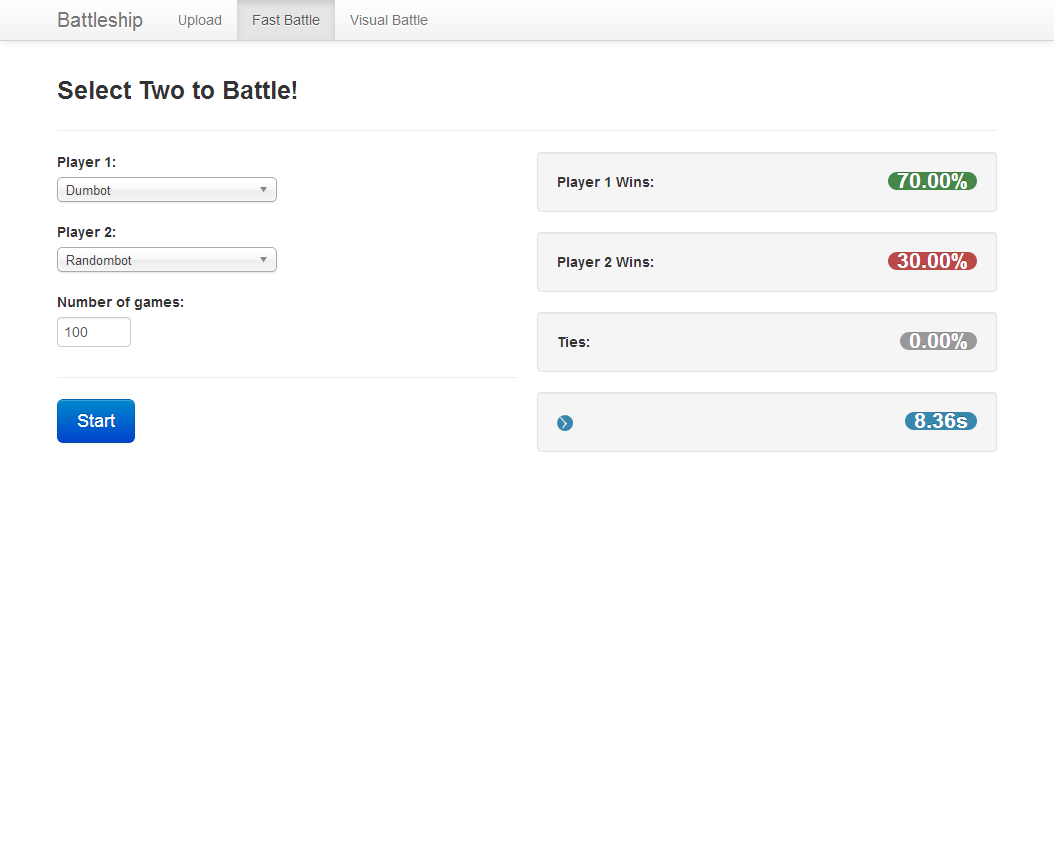 Battleship Upload Fast Battle Visual Battle
Select Two to Battle!
Player 1:
Dumbot
Player 2:
Randombot
Number of games:
100
Start
Player 1 Wins: 70.00%
Player 2 Wins: 30.00%
Ties: 0.00%
8.36s